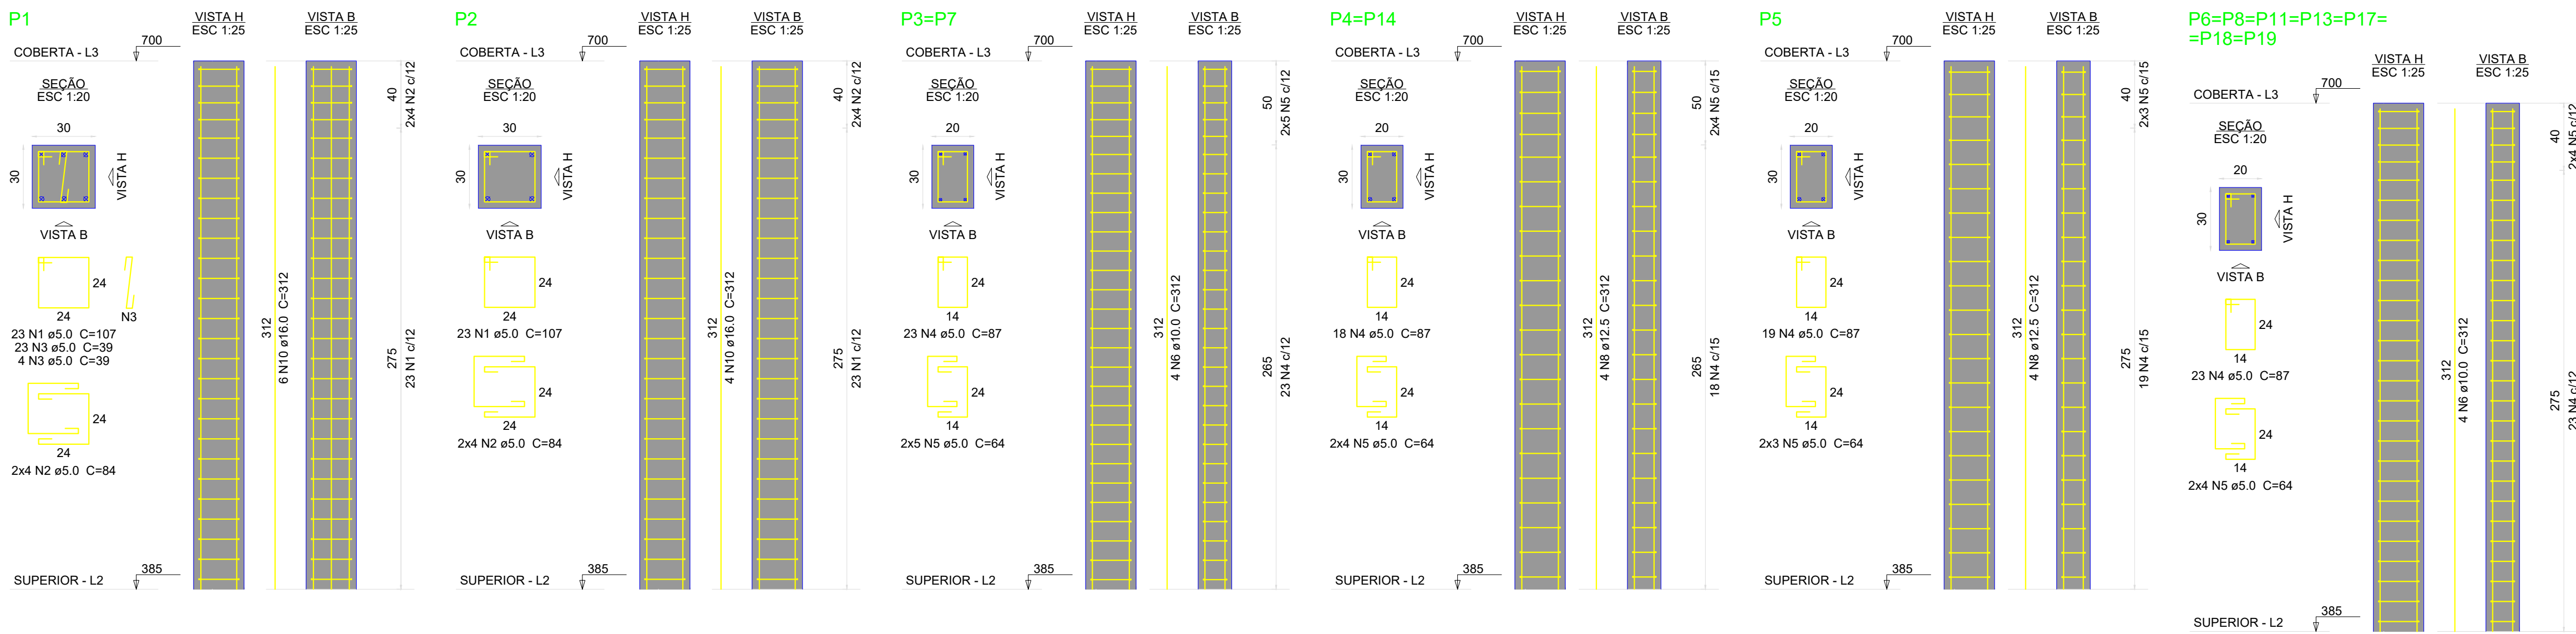 P1
VISTA H
ESC 1:25
VISTA B
ESC 1:25
COBERTA - L3
700
SEÇÃO
ESC 1:20
30
30
VISTA H
VISTA B
24
24
N3
23 N1 ø5.0 C=107
23 N3 ø5.0 C=39
4 N3 ø5.0 C=39
24
24
2x4 N2 ø5.0 C=84
SUPERIOR - L2
385
312
6 N10 ø16.0 C=312
40
2x4 N2 c/12
275
23 N1 c/12
P2
VISTA H
ESC 1:25
VISTA B
ESC 1:25
COBERTA - L3
700
SEÇÃO
ESC 1:20
30
30
VISTA H
VISTA B
24
24
23 N1 ø5.0 C=107
24
24
2x4 N2 ø5.0 C=84
SUPERIOR - L2
385
312
4 N10 ø16.0 C=312
40
2x4 N2 c/12
275
23 N1 c/12
P3=P7
VISTA H
ESC 1:25
VISTA B
ESC 1:25
COBERTA - L3
700
SEÇÃO
ESC 1:20
20
30
VISTA H
VISTA B
24
14
23 N4 ø5.0 C=87
24
14
2x5 N5 ø5.0 C=64
SUPERIOR - L2
385
312
4 N6 ø10.0 C=312
50
2x5 N5 c/12
265
23 N4 c/12
P4=P14
VISTA H
ESC 1:25
VISTA B
ESC 1:25
COBERTA - L3
700
SEÇÃO
ESC 1:20
20
30
VISTA H
VISTA B
24
14
18 N4 ø5.0 C=87
24
14
2x4 N5 ø5.0 C=64
SUPERIOR - L2
385
312
4 N8 ø12.5 C=312
50
2x4 N5 c/15
265
18 N4 c/15
P5
VISTA H
ESC 1:25
VISTA B
ESC 1:25
COBERTA - L3
700
SEÇÃO
ESC 1:20
20
30
VISTA H
VISTA B
24
14
19 N4 ø5.0 C=87
24
14
2x3 N5 ø5.0 C=64
SUPERIOR - L2
385
312
4 N8 ø12.5 C=312
40
2x3 N5 c/15
275
19 N4 c/15
P6=P8=P11=P13=P17=
=P18=P19
VISTA H
ESC 1:25
VISTA B
ESC 1:25
COBERTA - L3
700
SEÇÃO
ESC 1:20
20
30
VISTA H
VISTA B
24
14
23 N4 ø5.0 C=87
24
14
2x4 N5 ø5.0 C=64
SUPERIOR - L2
385
312
4 N6 ø10.0 C=312
40
2x4 N5 c/12
275
23 N4 c/12